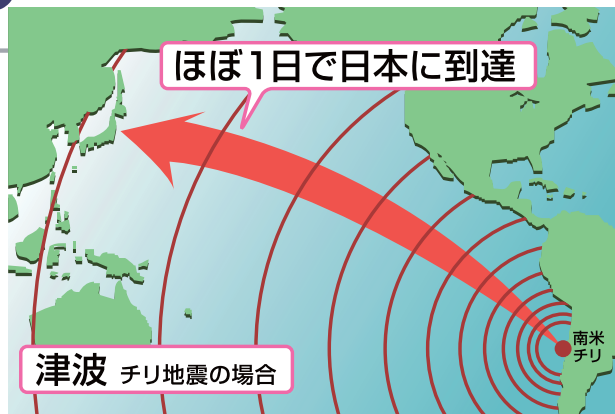 ほぼ1日で日本に到達
南米
チリ
津波 チリ地震の場合